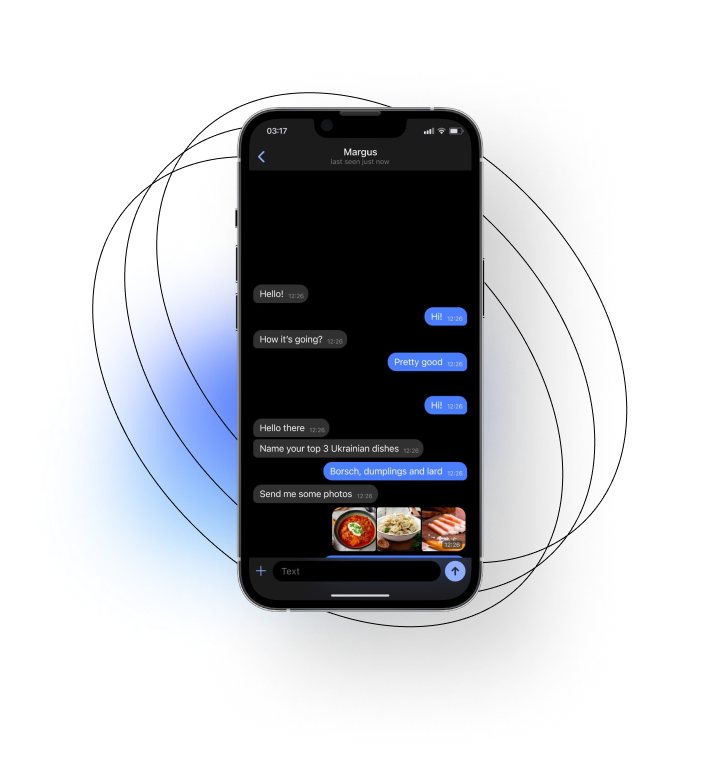 03:17
Margus
last seen just now
Hello! 12:26
Hi! 12:26
How it's going? 12:26
Pretty good 12:26
Hi! 12:26
Hello there 12:26
Name your top 3 Ukrainian dishes 12:26
Borsch, dumplings and lard 12:26
Send me some photos 12:26
12:26
Text